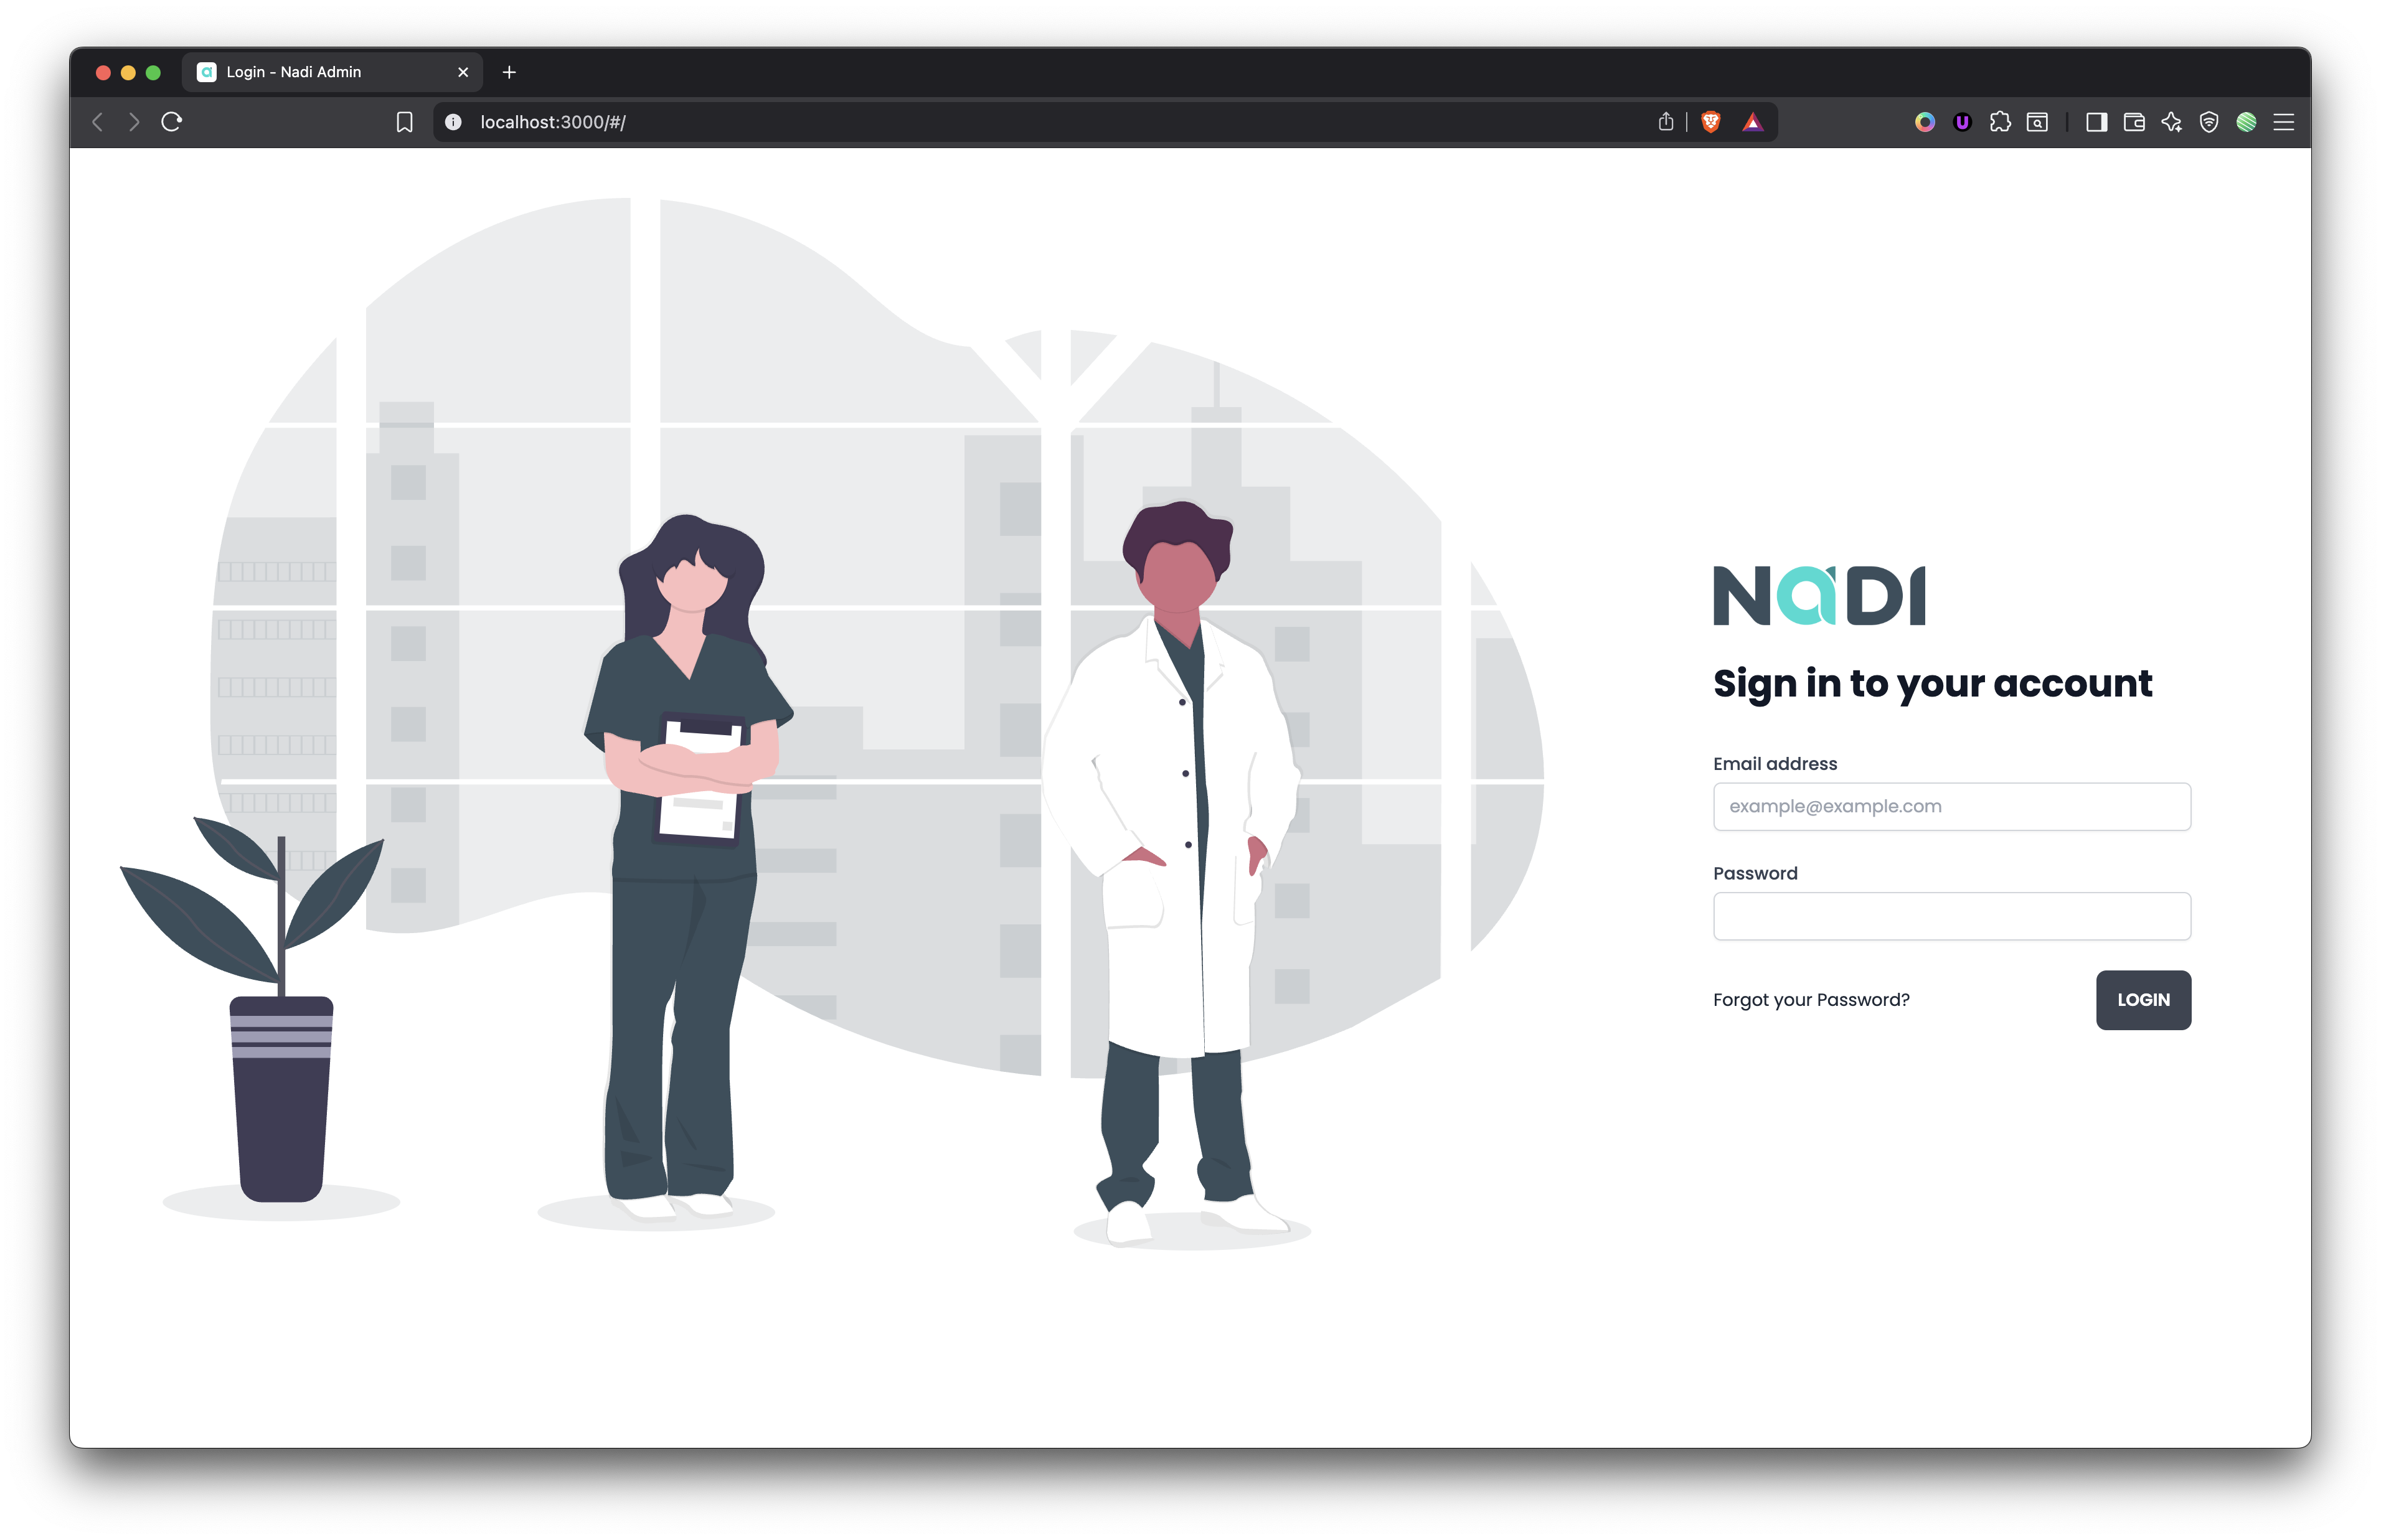 Login - Nadi Admin
localhost:3000/#/
NaDI
Sign in to your account
Email address
example@example.com
Password
Forgot your Password?
LOGIN